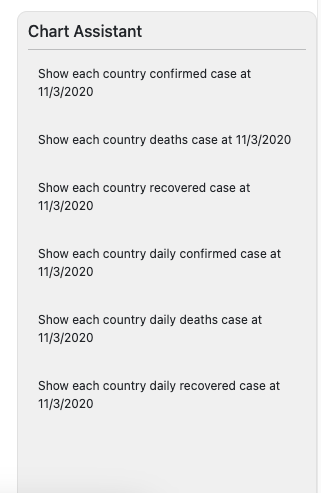 Chart Assistant
Show each country confirmed case at
11/3/2020
Show each country deaths case at 11/3/2020
Show each country recovered case at
11/3/2020
Show each country daily confirmed case at
11/3/2020
Show each country daily deaths case at
11/3/2020
Show each country daily recovered case at
11/3/2020